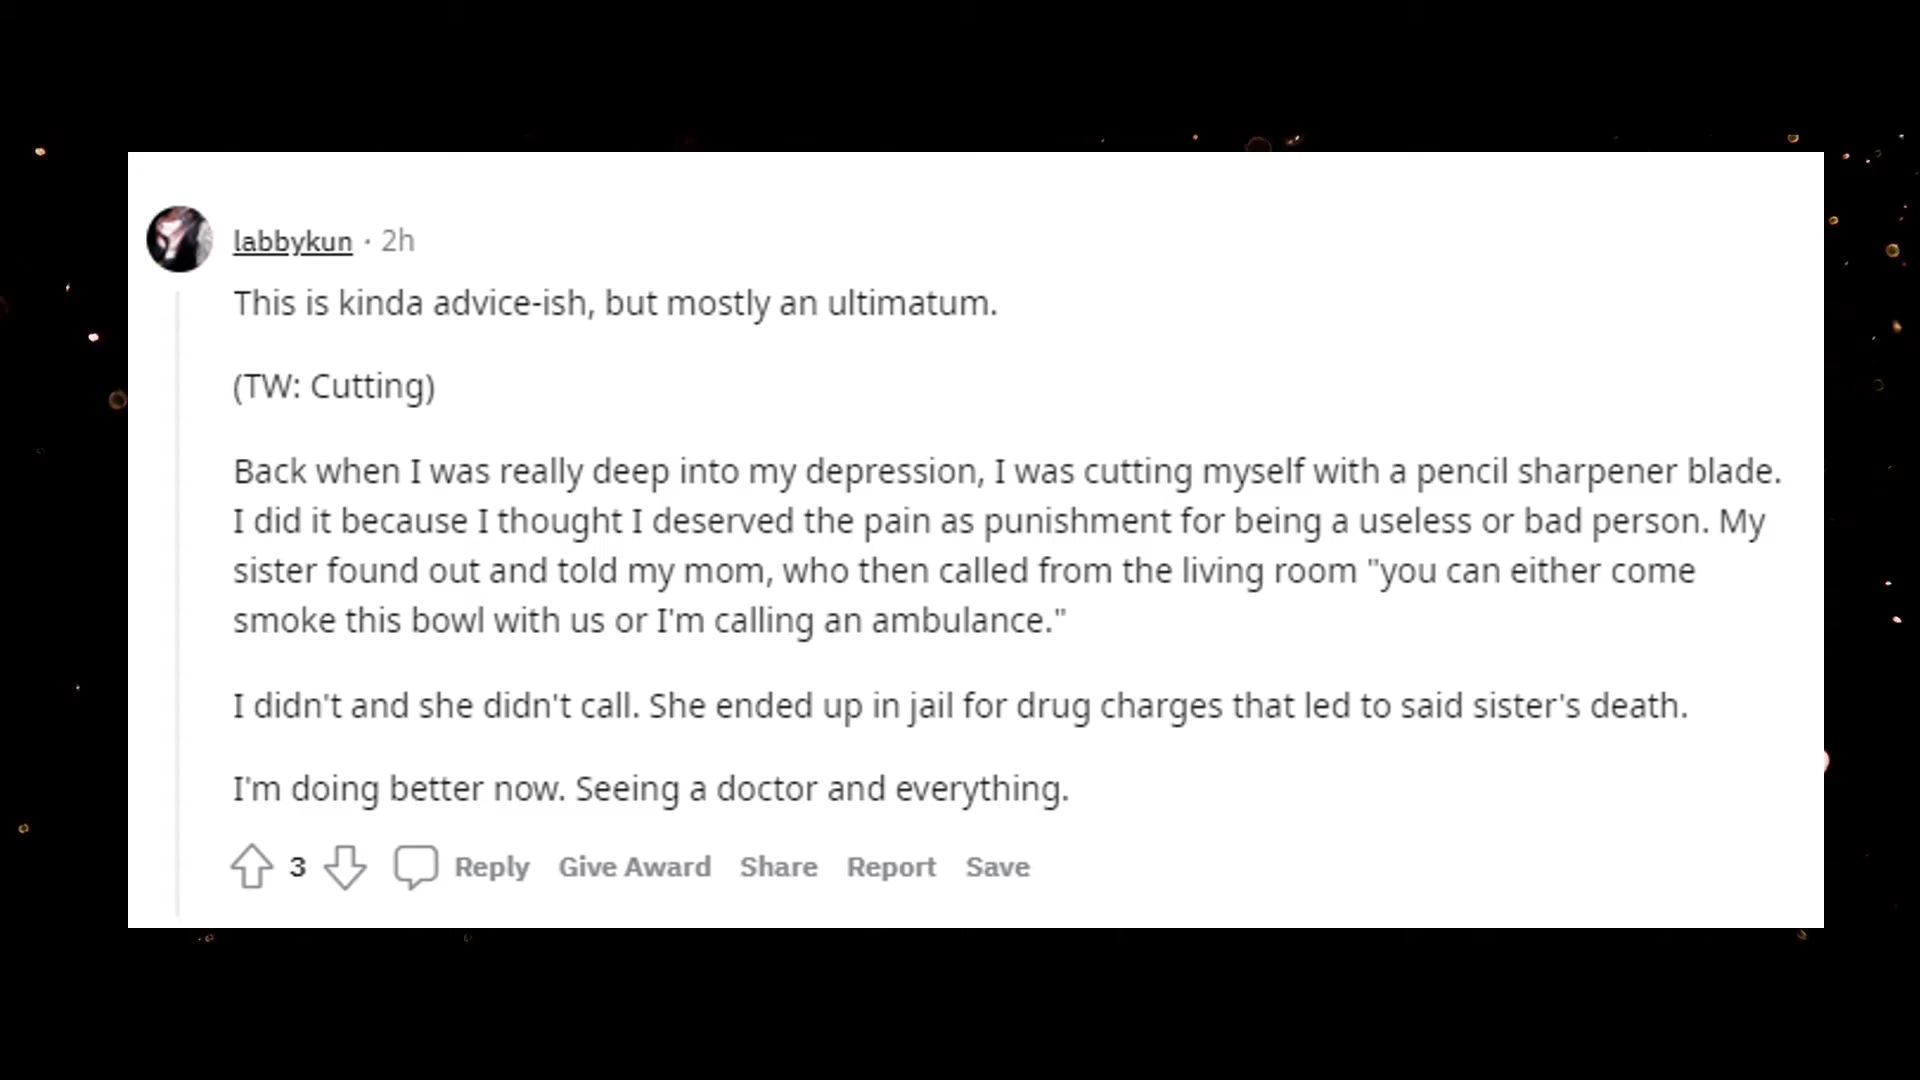 labbykun · 2h
This is kinda advice-ish, but mostly an ultimatum.
(TW: Cutting)
Back when I was really deep into my depression, I was cutting myself with a pencil sharpener blade.
I did it because I thought I deserved the pain as punishment for being a useless or bad person. My
sister found out and told my mom, who then called from the living room "you can either come
smoke this bowl with us or I'm calling an ambulance."
I didn't and she didn't call. She ended up in jail for drug charges that led to said sister's death.
I'm doing better now. Seeing a doctor and everything.
3 Reply Give Award Share Report Save